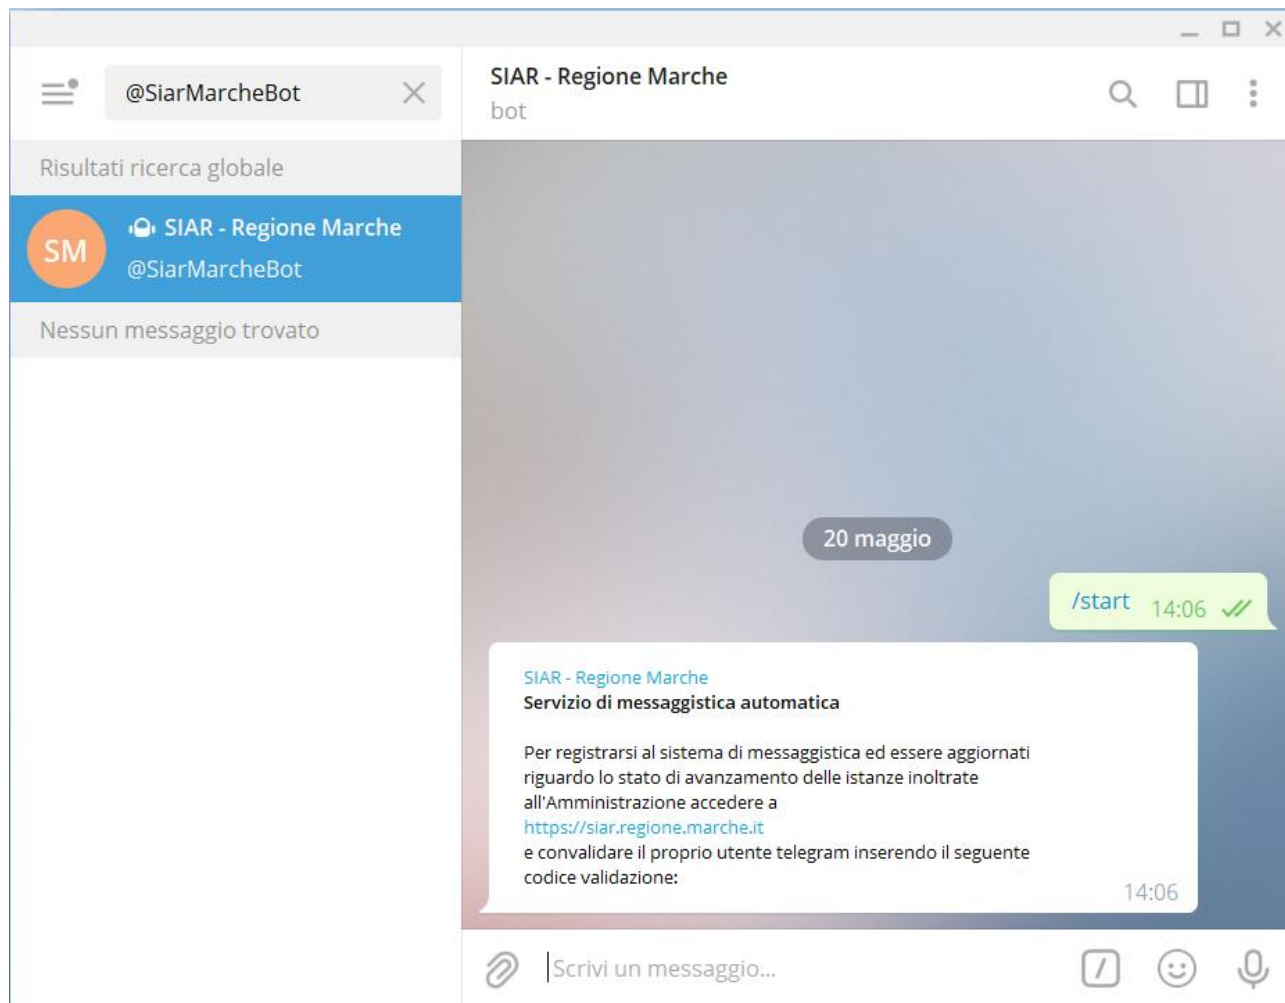 @SiarMarcheBot
Risultati ricerca globale
SM
SIAR - Regione Marche
@SiarMarcheBot
Nessun messaggio trovato
SIAR - Regione Marche
bot
20 maggio
/start 14:06
SIAR - Regione Marche
Servizio di messaggistica automatica
Per registrarsi al sistema di messaggistica ed essere aggiornati
riguardo lo stato di avanzamento delle istanze inoltrate
all'Amministrazione accedere a
https://siar.regione.marche.it
e convalidare il proprio utente telegram inserendo il seguente
codice validazione:
14:06
Scrivi un messaggio...